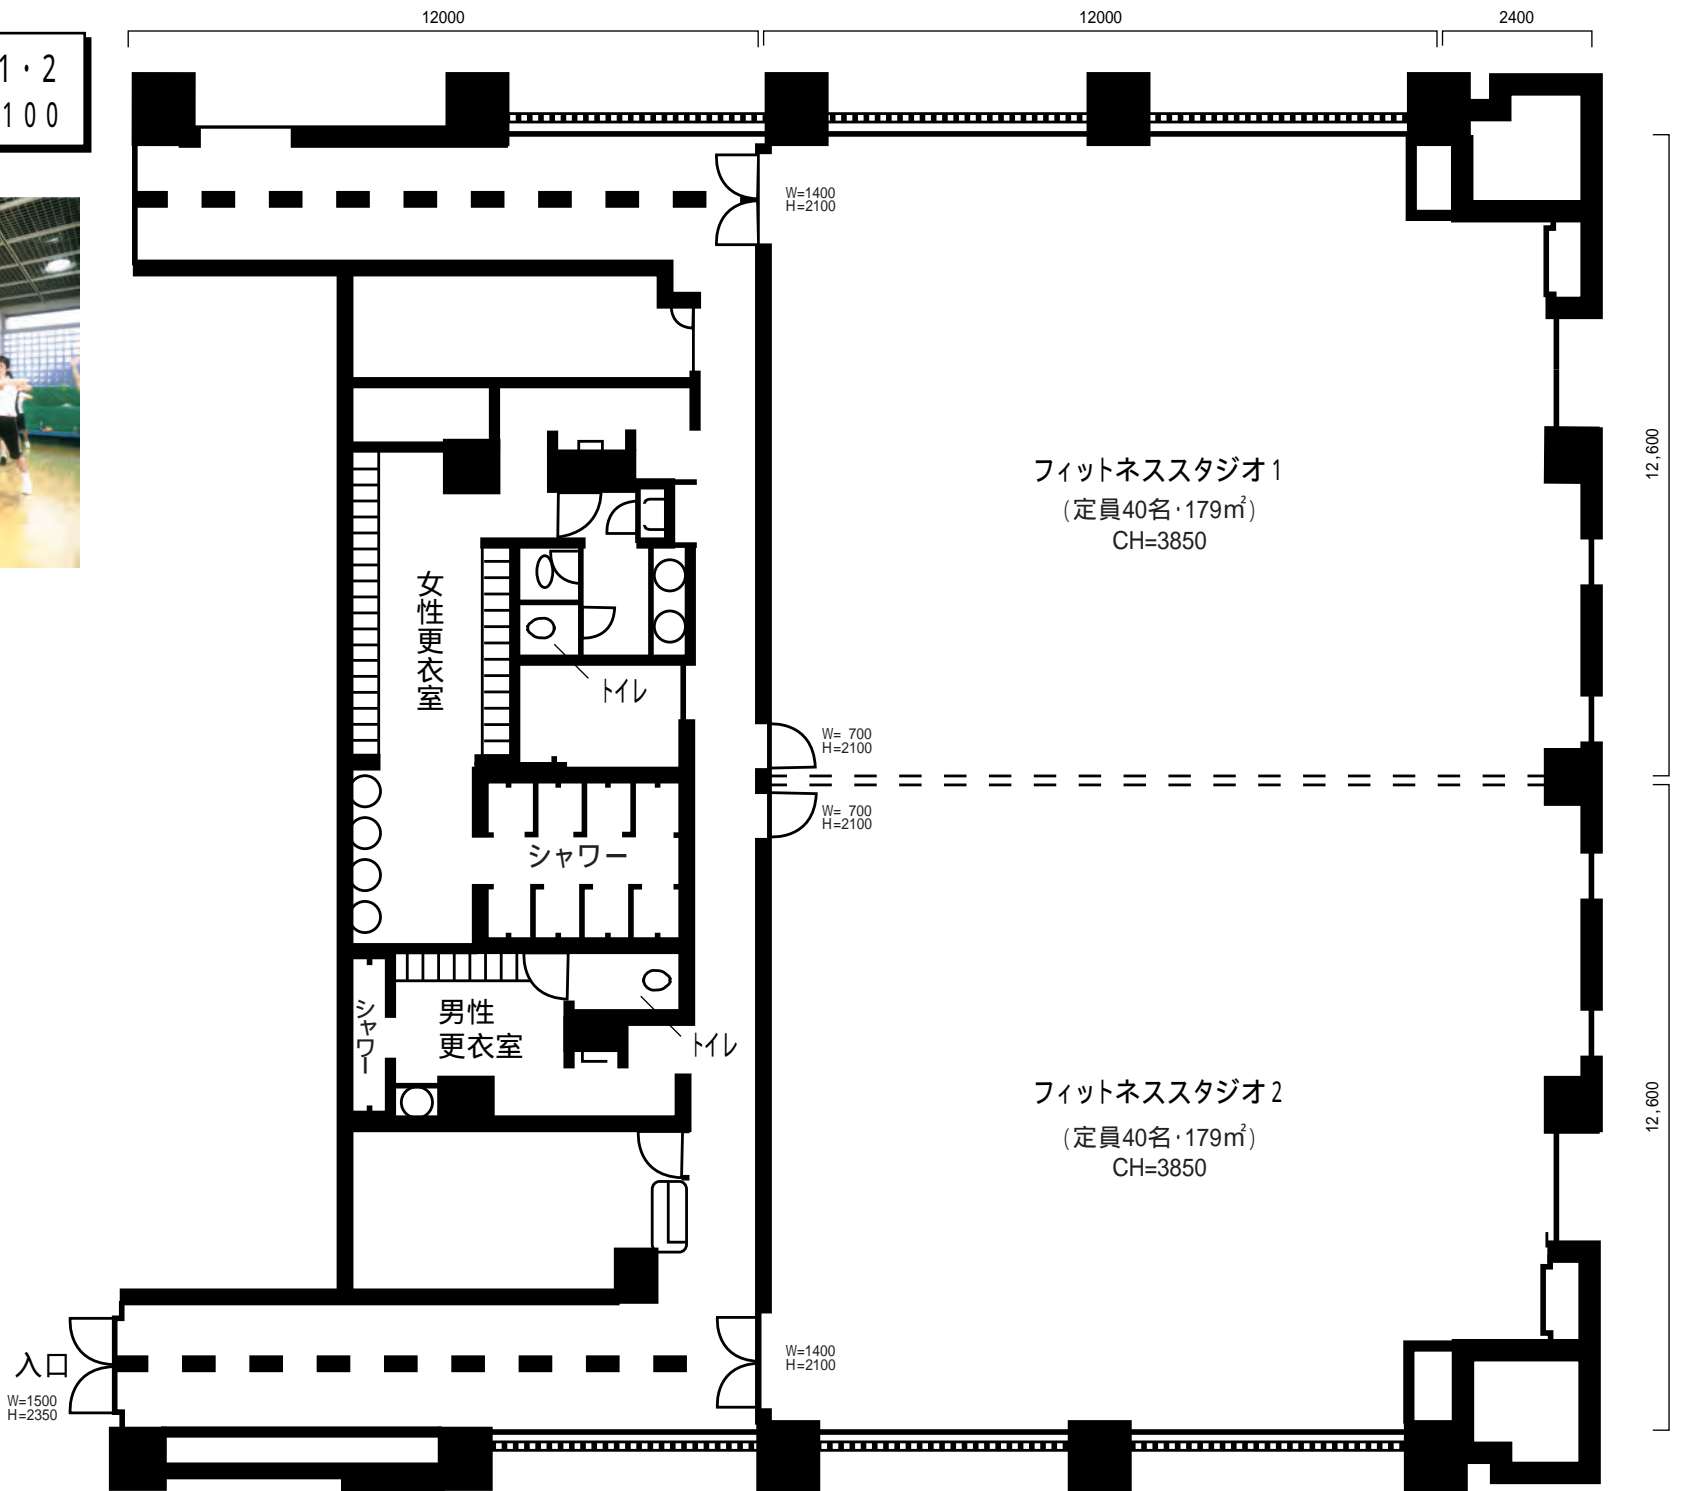 12000
12000
2400
1・2
100
W=1400
H=2100
12,600
フィットネススタジオ1
(定員40名・179㎡)
CH=3850
女性更衣室
トイレ
W= 700
H=2100
W= 700
H=2100
シャワー
シャワー
男性
更衣室
トイレ
フィットネススタジオ2
(定員40名・179㎡)
CH=3850
12,600
W=1400
H=2100
入口
W=1500
H=2350